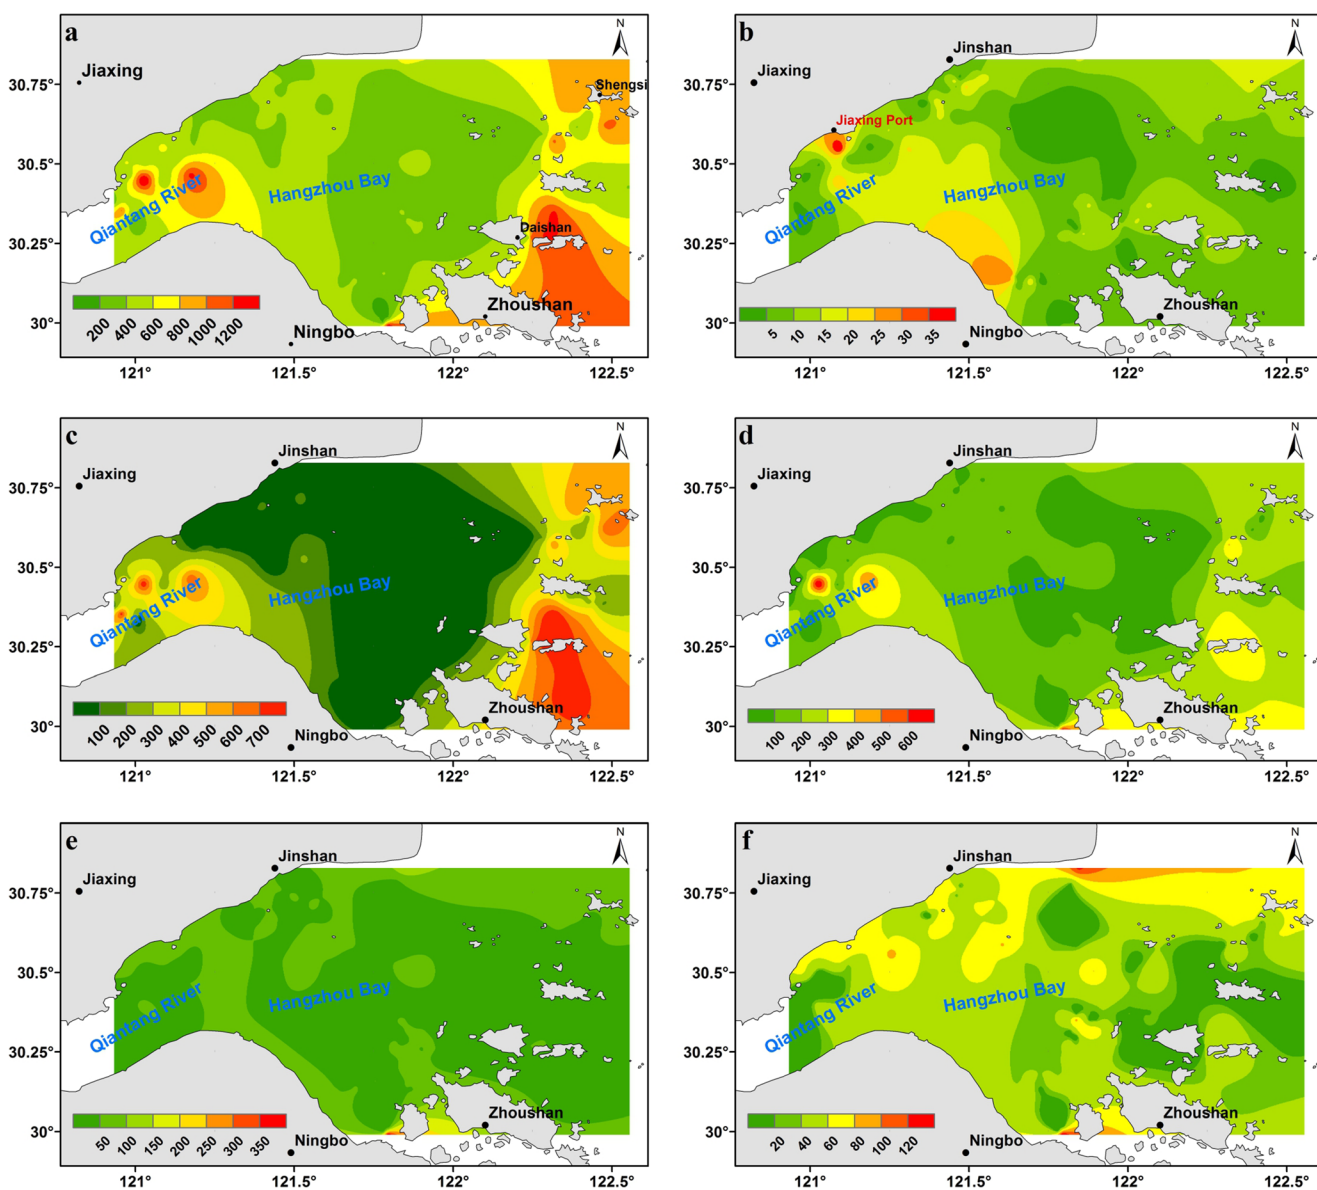 a
N
Jiaxing
30.75°
Shengsi
30.5°
Qiantang River
Hangzhou Bay
30.25°
Daishan
200 400 600 800 1000 1200
Zhoushan
30°
Ningbo
121° 121.5° 122° 122.5°
b
N
Jinshan
Jiaxing
30.75°
Jiaxing Port
30.5°
Qiantang River
Hangzhou Bay
30.25°
5 10 15 20 25 30 35
Zhoushan
30°
Ningbo
121° 121.5° 122° 122.5°
c
N
Jinshan
Jiaxing
30.75°
30.5°
Qiantang River
Hangzhou Bay
30.25°
100 200 300 400 500 600 700
Zhoushan
30°
Ningbo
121° 121.5° 122° 122.5°
d
N
Jinshan
Jiaxing
30.75°
30.5°
Qiantang River
Hangzhou Bay
30.25°
100 200 300 400 500 600
Zhoushan
30°
Ningbo
121° 121.5° 122° 122.5°
e
N
Jinshan
Jiaxing
30.75°
30.5°
Qiantang River
Hangzhou Bay
30.25°
50 100 150 200 250 300 350
Zhoushan
30°
Ningbo
121° 121.5° 122° 122.5°
f
N
Jinshan
Jiaxing
30.75°
30.5°
Qiantang River
Hangzhou Bay
30.25°
20 40 60 80 100 120
Zhoushan
30°
Ningbo
121° 121.5° 122° 122.5°